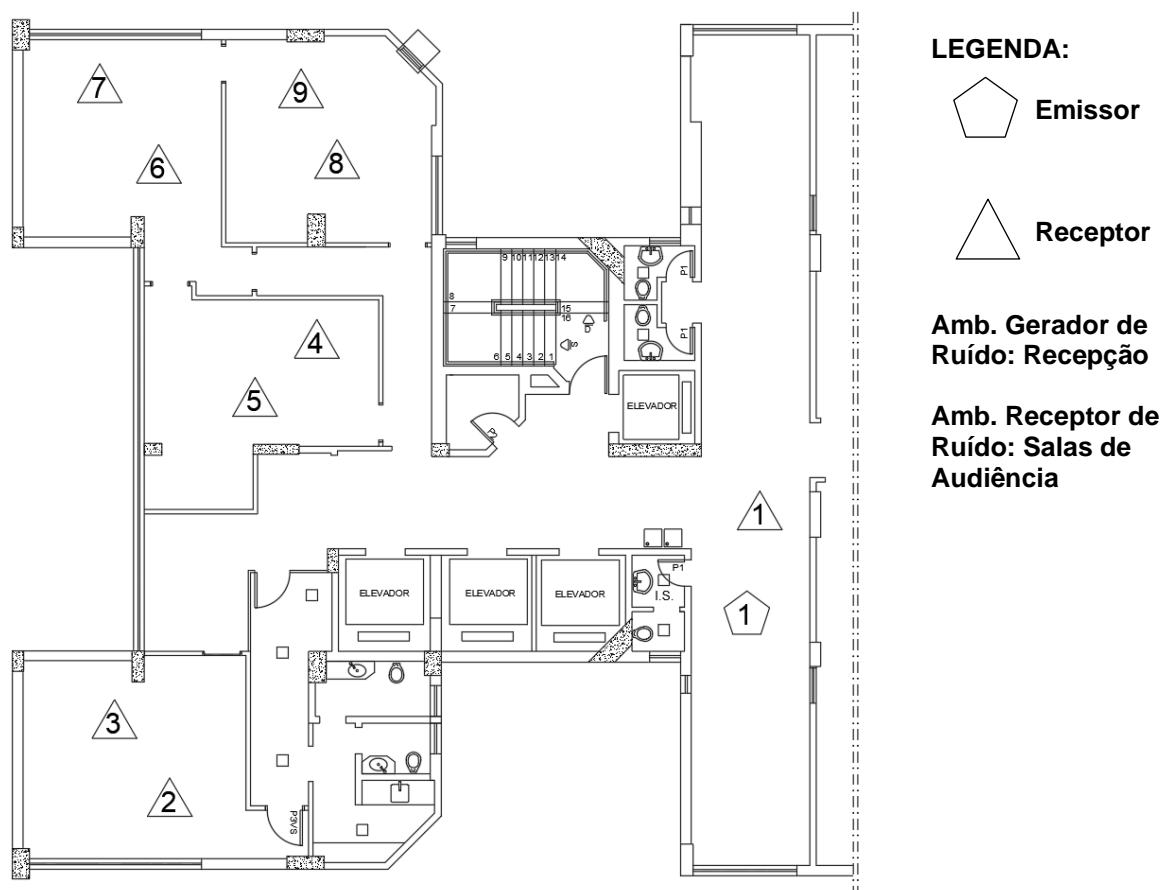 LEGENDA:
Emissor
Receptor
Amb. Gerador de
Ruído: Recepção
Amb. Receptor de
Ruído: Salas de
Audiência
7
9
6
8
9 10 11 12 13 14
8
7
15
16
D
S
6 5 4 3 2 1
P1
P1
4
5
ELEVADOR
1
P1
I.S.
ELEVADOR
ELEVADOR
ELEVADOR
1
3
2
P3VS